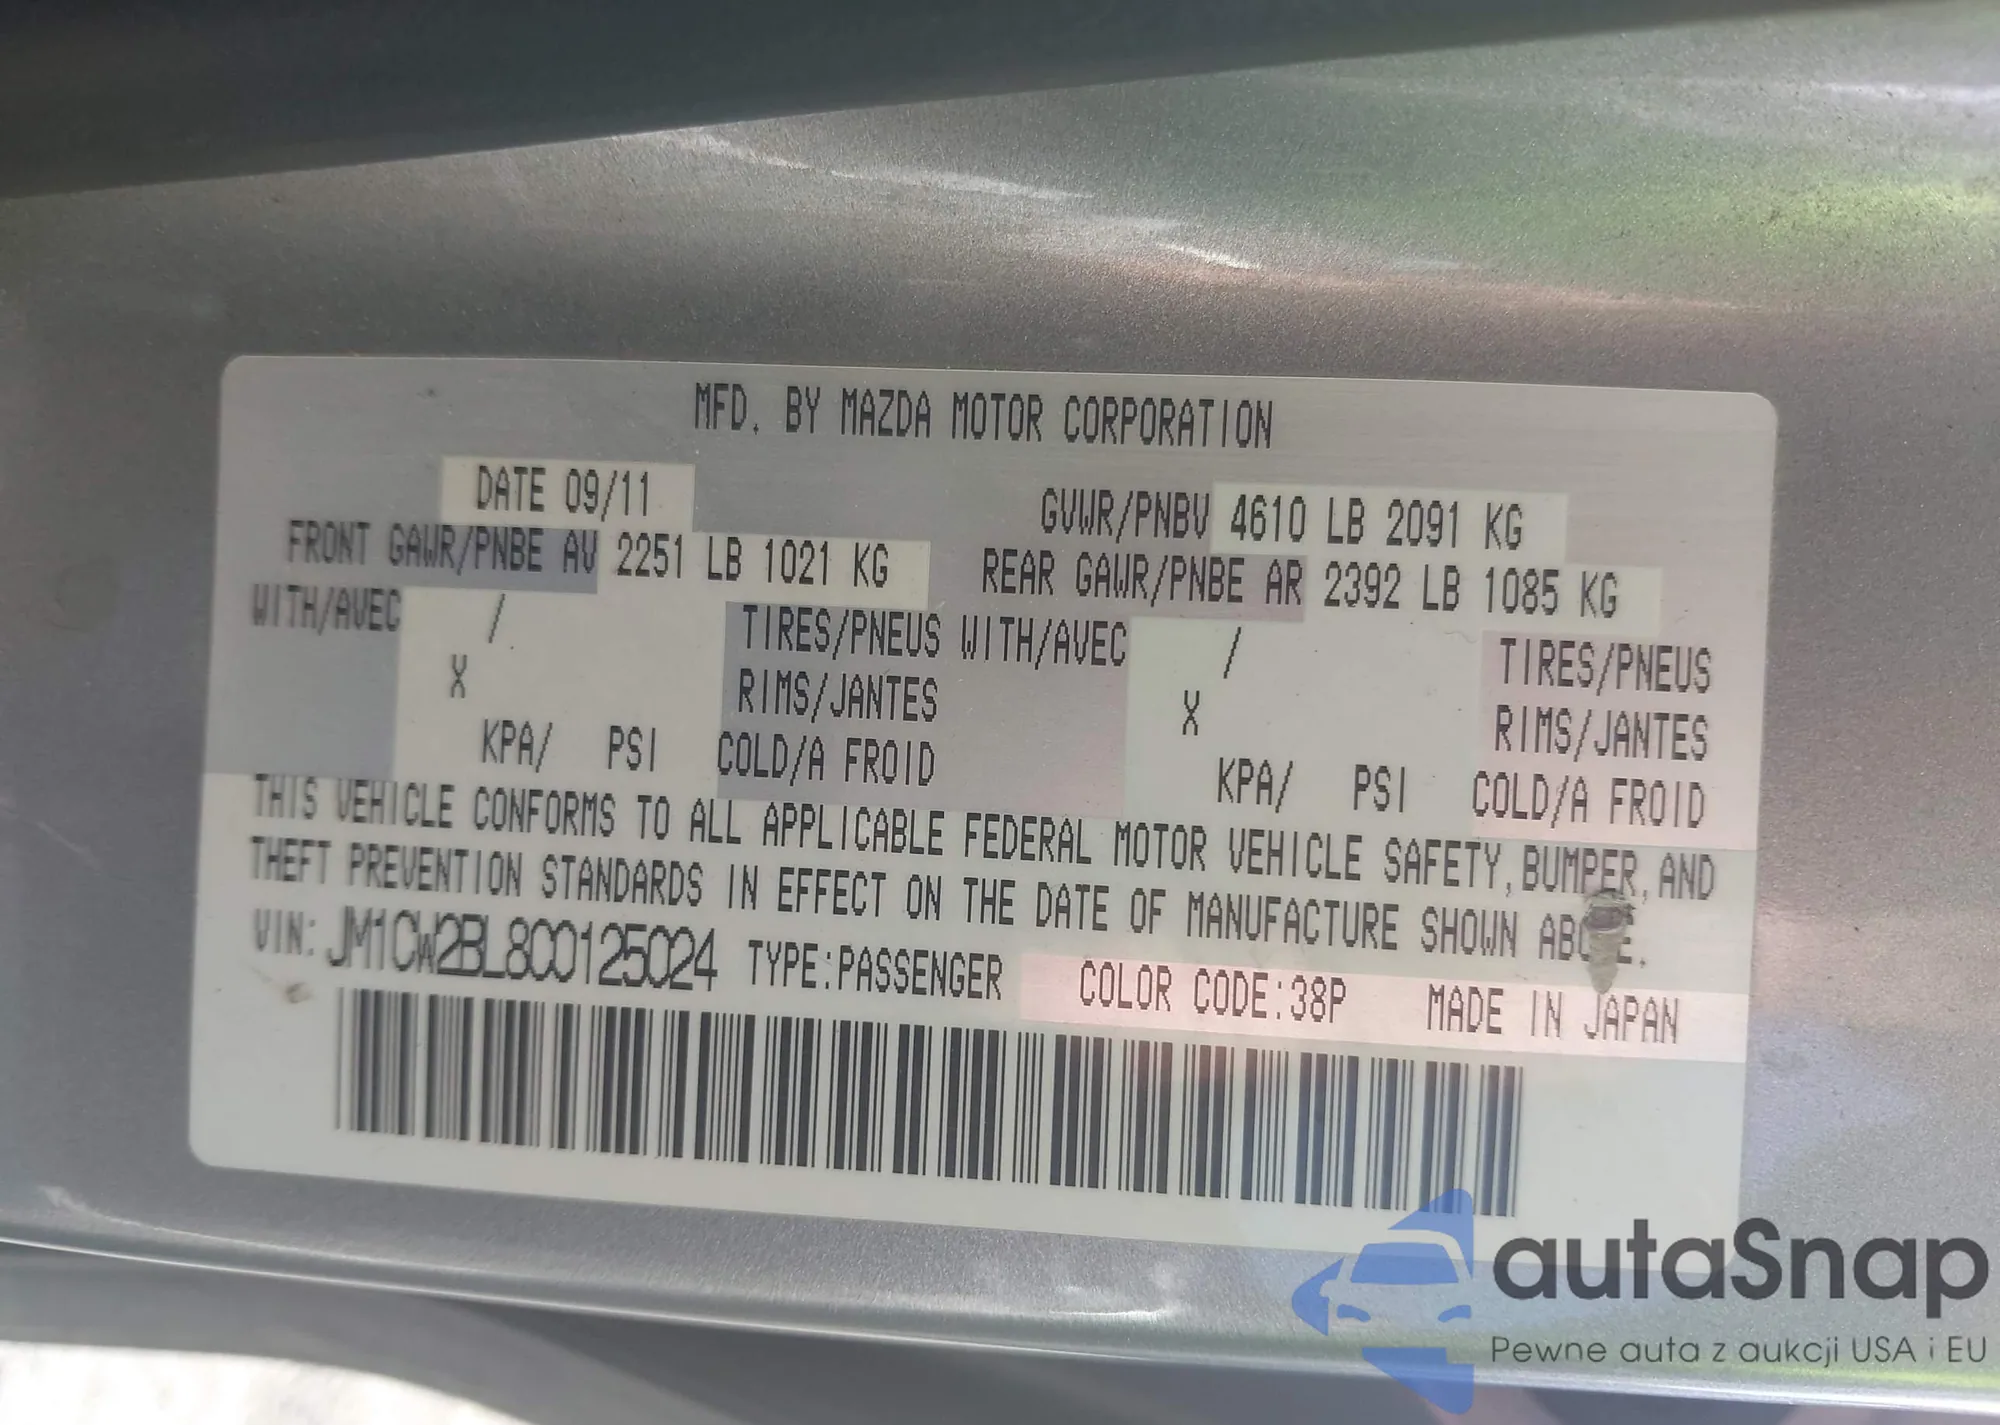 MFD. BY MAZDA MOTOR CORPORATION
DATE 09/11
GVWR/PNBV 4610 LB 2091 KG
FRONT GAWR/PNBE AV 2251 LB 1021 KG
REAR GAWR/PNBE AR 2392 LB 1085 KG
WITH/AVEC / TIRES/PNEUS WITH/AVEC / TIRES/PNEUS
X RIMS/JANTES X RIMS/JANTES
KPA/ PSI COLD/A FROID KPA/ PSI COLD/A FROID
THIS VEHICLE CONFORMS TO ALL APPLICABLE FEDERAL MOTOR VEHICLE SAFETY, BUMPER, AND
THEFT PREVENTION STANDARDS IN EFFECT ON THE DATE OF MANUFACTURE SHOWN ABOVE.
VIN: JM1CW2BL8C0125024 TYPE:PASSENGER COLOR CODE:38P MADE IN JAPAN
autaSnap
Pewne auta z aukcji USA i EU